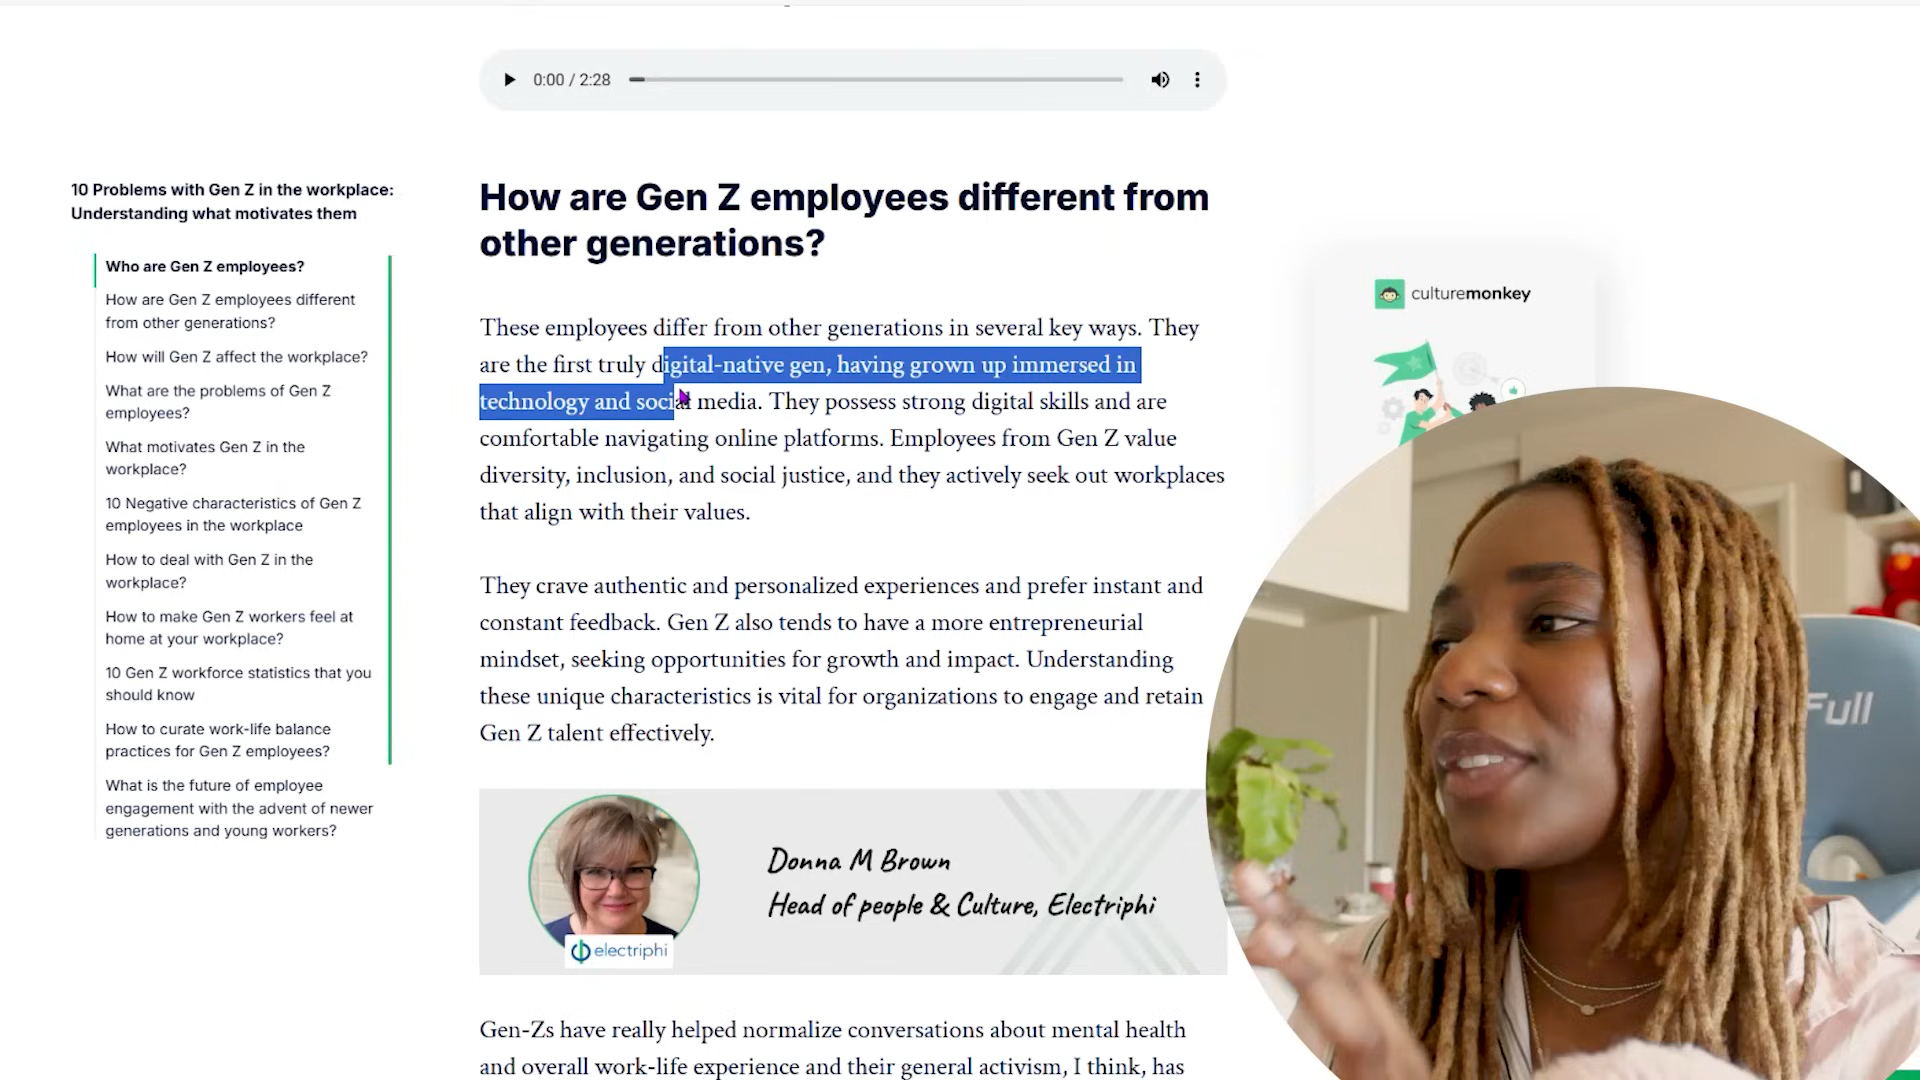 0:00 / 2:28
10 Problems with Gen Z in the workplace:
Understanding what motivates them
Who are Gen Z employees?
How are Gen Z employees different
from other generations?
How will Gen Z affect the workplace?
What are the problems of Gen Z
employees?
What motivates Gen Z in the
workplace?
10 Negative characteristics of Gen Z
employees in the workplace
How to deal with Gen Z in the
workplace?
How to make Gen Z workers feel at
home at your workplace?
10 Gen Z workforce statistics that you
should know
How to curate work-life balance
practices for Gen Z employees?
What is the future of employee
engagement with the advent of newer
generations and young workers?
How are Gen Z employees different from
other generations?
These employees differ from other generations in several key ways. They
are the first truly digital-native gen, having grown up immersed in
technology and social media. They possess strong digital skills and are
comfortable navigating online platforms. Employees from Gen Z value
diversity, inclusion, and social justice, and they actively seek out workplaces
that align with their values.
They crave authentic and personalized experiences and prefer instant and
constant feedback. Gen Z also tends to have a more entrepreneurial
mindset, seeking opportunities for growth and impact. Understanding
these unique characteristics is vital for organizations to engage and retain
Gen Z talent effectively.
Donna M Brown
Head of people & Culture, Electriphi
electriphi
Gen-Zs have really helped normalize conversations about mental health
and overall work-life experience and their general activism, I think, has
culturemonkey
Full